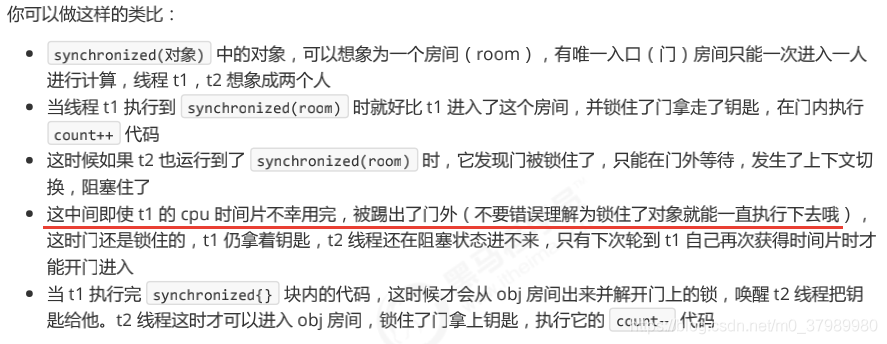 你可以做这样的类比：
• synchronized(对象) 中的对象，可以想象为一个房间（room），有唯一入口（门）房间只能一次进入一人
进行计算，线程 t1，t2 想象成两个人
• 当线程 t1 执行到 synchronized(room) 时就好比 t1 进入了这个房间，并锁住了门拿走了钥匙，在门内执行
count++ 代码
• 这时候如果 t2 也运行到了 synchronized(room) 时，它发现门被锁住了，只能在门外等待，发生了上下文切
换，阻塞住了
• 这中间即使 t1 的 cpu 时间片不幸用完，被踢出了门外（不要错误理解为锁住了对象就能一直执行下去哦），
这时门还是锁住的，t1 仍拿着钥匙，t2 线程还在阻塞状态进不来，只有下次轮到 t1 自己再次获得时间片时才
能开门进入
• 当 t1 执行完 synchronized{} 块内的代码，这时候才会从 obj 房间出来并解开门上的锁，唤醒 t2 线程把钥
匙给他。t2 线程这时才可以进入 obj 房间，锁住了门拿上钥匙，执行它的 count-- 代码